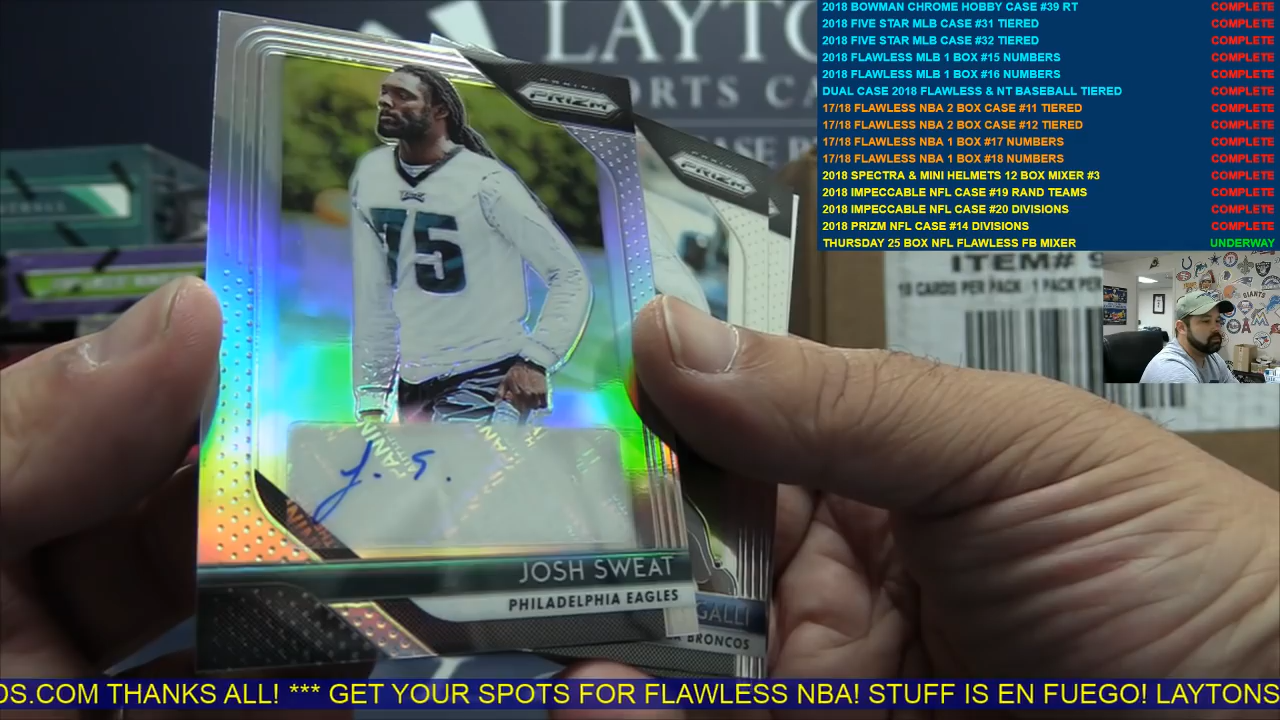 2018 BOWMAN CHROME HOBBY CASE #39 RT COMPLETE
2018 FIVE STAR MLB CASE #31 TIERED COMPLETE
2018 FIVE STAR MLB CASE #32 TIERED COMPLETE
2018 FLAWLESS MLB 1 BOX #15 NUMBERS COMPLETE
2018 FLAWLESS MLB 1 BOX #16 NUMBERS COMPLETE
DUAL CASE 2018 FLAWLESS & NT BASEBALL TIERED COMPLETE
17/18 FLAWLESS NBA 2 BOX CASE #11 TIERED COMPLETE
17/18 FLAWLESS NBA 2 BOX CASE #12 TIERED COMPLETE
17/18 FLAWLESS NBA 1 BOX #17 NUMBERS COMPLETE
17/18 FLAWLESS NBA 1 BOX #18 NUMBERS COMPLETE
2018 SPECTRA & MINI HELMETS 12 BOX MIXER #3 COMPLETE
2018 IMPECCABLE NFL CASE #19 RAND TEAMS COMPLETE
2018 IMPECCABLE NFL CASE #20 DIVISIONS COMPLETE
2018 PRIZM NFL CASE #14 DIVISIONS COMPLETE
THURSDAY 25 BOX NFL FLAWLESS FB MIXER UNDERWAY
LAYTO
ORTS CA
PANINI
PRIZM
PANINI
PRIZM
75
ITEM# 9
10 CARDS PER PACK 1 PACK PER
GIANTS
J. S.
JOSH SWEAT
PHILADELPHIA EAGLES
GALLI
BRONCOS
DS.COM THANKS ALL! *** GET YOUR SPOTS FOR FLAWLESS NBA! STUFF IS EN FUEGO! LAYTONS